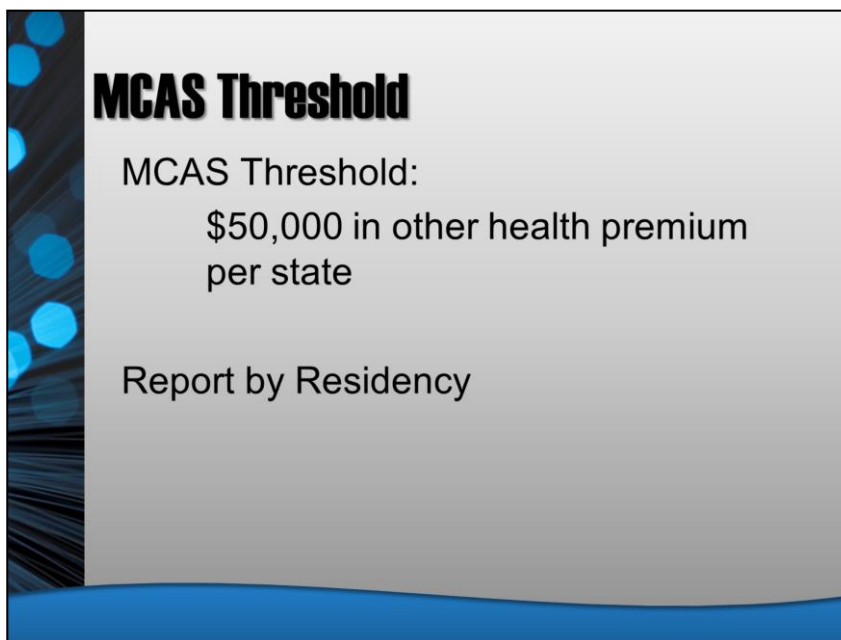 MCAS Threshold
MCAS Threshold:
$50,000 in other health premium
per state
Report by Residency